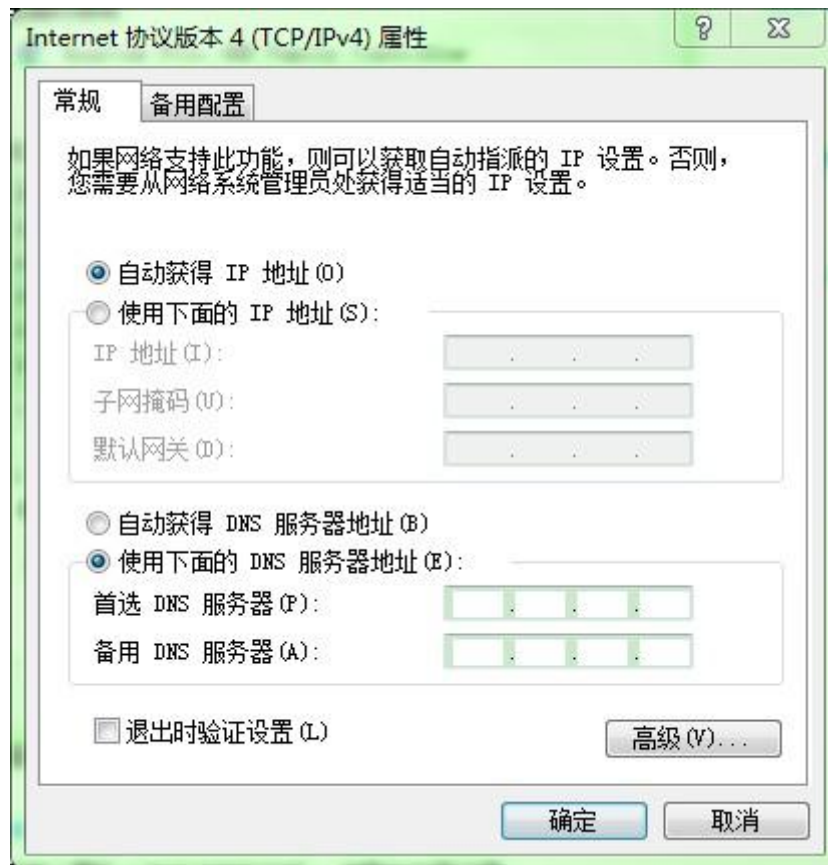 Internet 协议版本 4 (TCP/IPv4) 属性
常规
备用配置
如果网络支持此功能，则可以获取自动指派的 IP 设置。否则，
您需要从网络系统管理员处获得适当的 IP 设置。
自动获得 IP 地址(O)
使用下面的 IP 地址(S):
IP 地址(I):
子网掩码(U):
默认网关(D):
自动获得 DNS 服务器地址(B)
使用下面的 DNS 服务器地址(E):
首选 DNS 服务器(P):
备用 DNS 服务器(A):
退出时验证设置(L)
高级(V)...
确定
取消